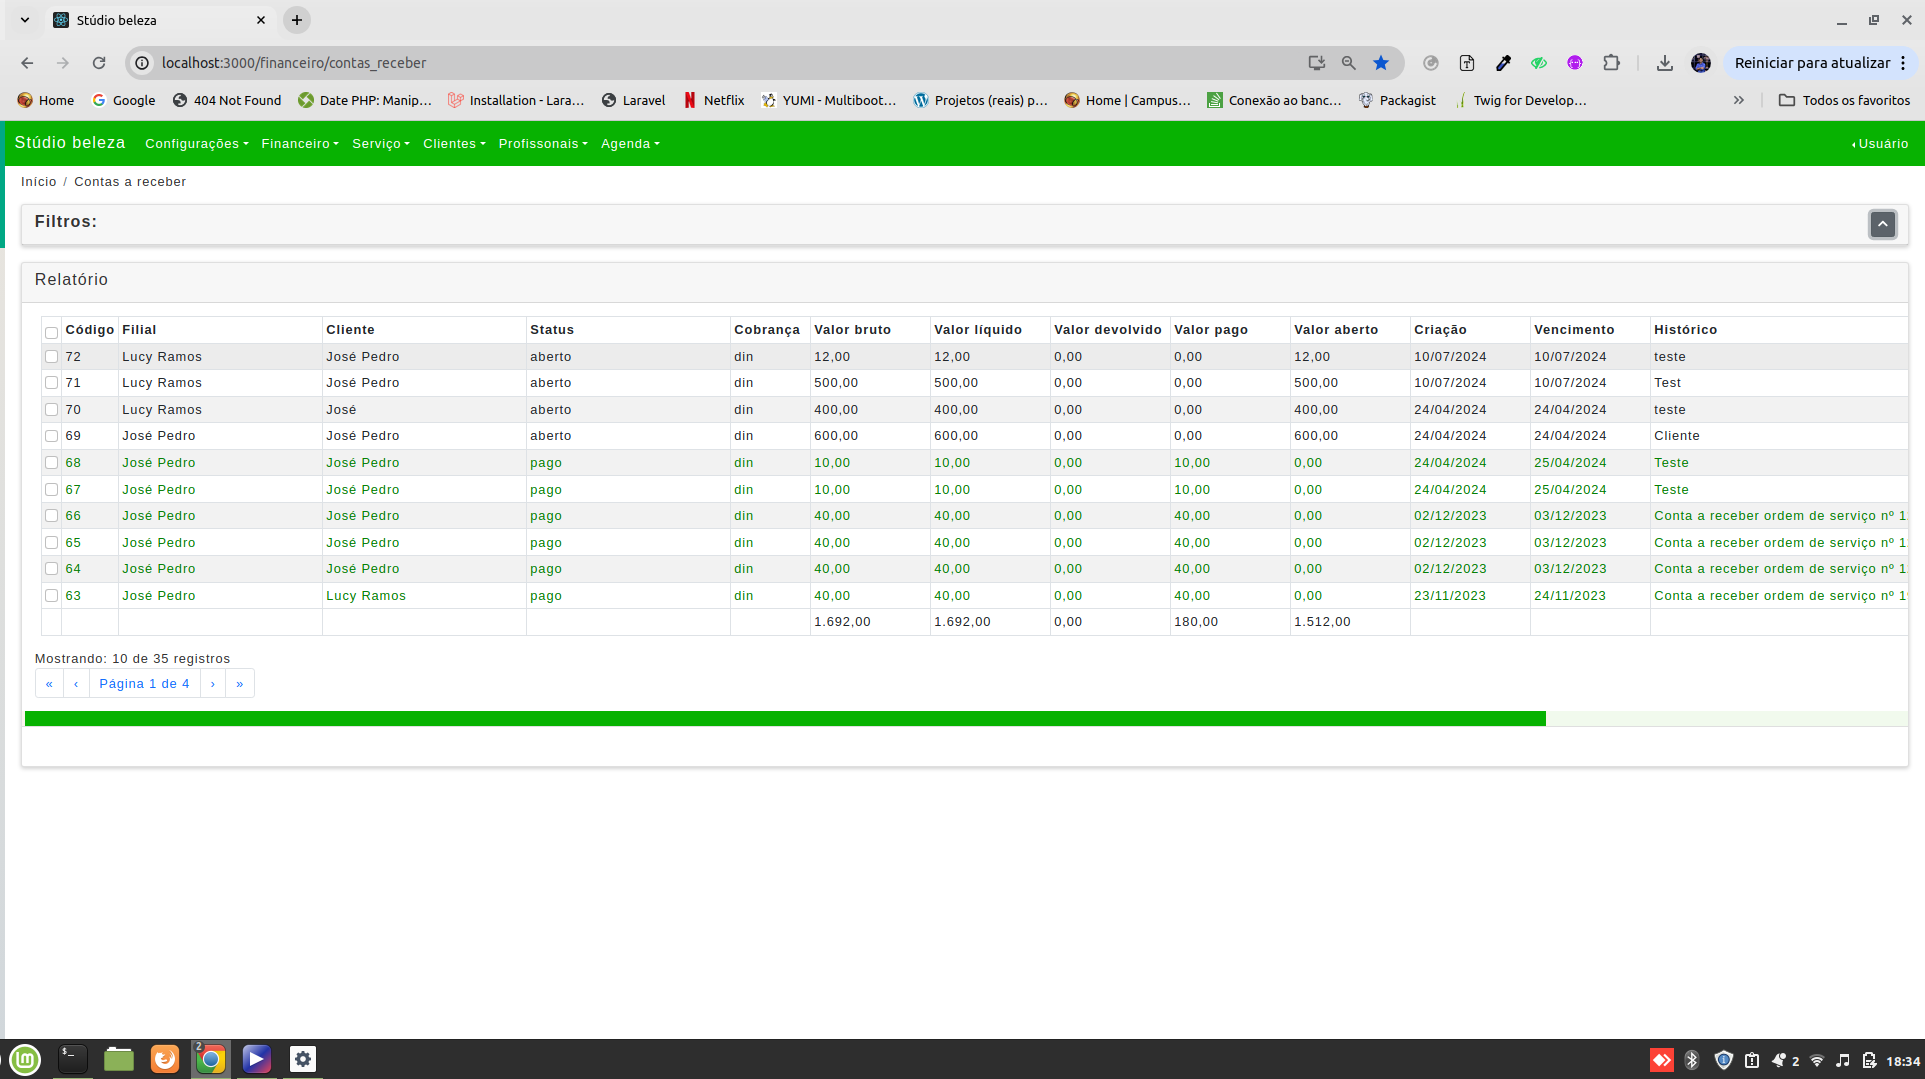 Stúdio beleza
localhost:3000/financeiro/contas_receber
Reiniciar para atualizar
Home Google 404 Not Found Date PHP: Manip… Installation - Lara… Laravel Netflix YUMI - Multiboot… Projetos (reais) p… Home | Campus… Conexão ao banc… Packagist Twig for Develop… » Todos os favoritos
Stúdio beleza Configurações Financeiro Serviço Clientes Profissonais Agenda Usuário
Início / Contas a receber
Filtros:
Relatório
Código Filial Cliente Status Cobrança Valor bruto Valor líquido Valor devolvido Valor pago Valor aberto Criação Vencimento Histórico
72 Lucy Ramos José Pedro aberto din 12,00 12,00 0,00 0,00 12,00 10/07/2024 10/07/2024 teste
71 Lucy Ramos José Pedro aberto din 500,00 500,00 0,00 0,00 500,00 10/07/2024 10/07/2024 Test
70 Lucy Ramos José aberto din 400,00 400,00 0,00 0,00 400,00 24/04/2024 24/04/2024 teste
69 José Pedro José Pedro aberto din 600,00 600,00 0,00 0,00 600,00 24/04/2024 24/04/2024 Cliente
68 José Pedro José Pedro pago din 10,00 10,00 0,00 10,00 0,00 24/04/2024 25/04/2024 Teste
67 José Pedro José Pedro pago din 10,00 10,00 0,00 10,00 0,00 24/04/2024 25/04/2024 Teste
66 José Pedro José Pedro pago din 40,00 40,00 0,00 40,00 0,00 02/12/2023 03/12/2023 Conta a receber ordem de serviço nº
65 José Pedro José Pedro pago din 40,00 40,00 0,00 40,00 0,00 02/12/2023 03/12/2023 Conta a receber ordem de serviço nº
64 José Pedro José Pedro pago din 40,00 40,00 0,00 40,00 0,00 02/12/2023 03/12/2023 Conta a receber ordem de serviço nº
63 José Pedro Lucy Ramos pago din 40,00 40,00 0,00 40,00 0,00 23/11/2023 24/11/2023 Conta a receber ordem de serviço nº
1.692,00 1.692,00 0,00 180,00 1.512,00
Mostrando: 10 de 35 registros
« ‹ Página 1 de 4 › »
2 2 18:34